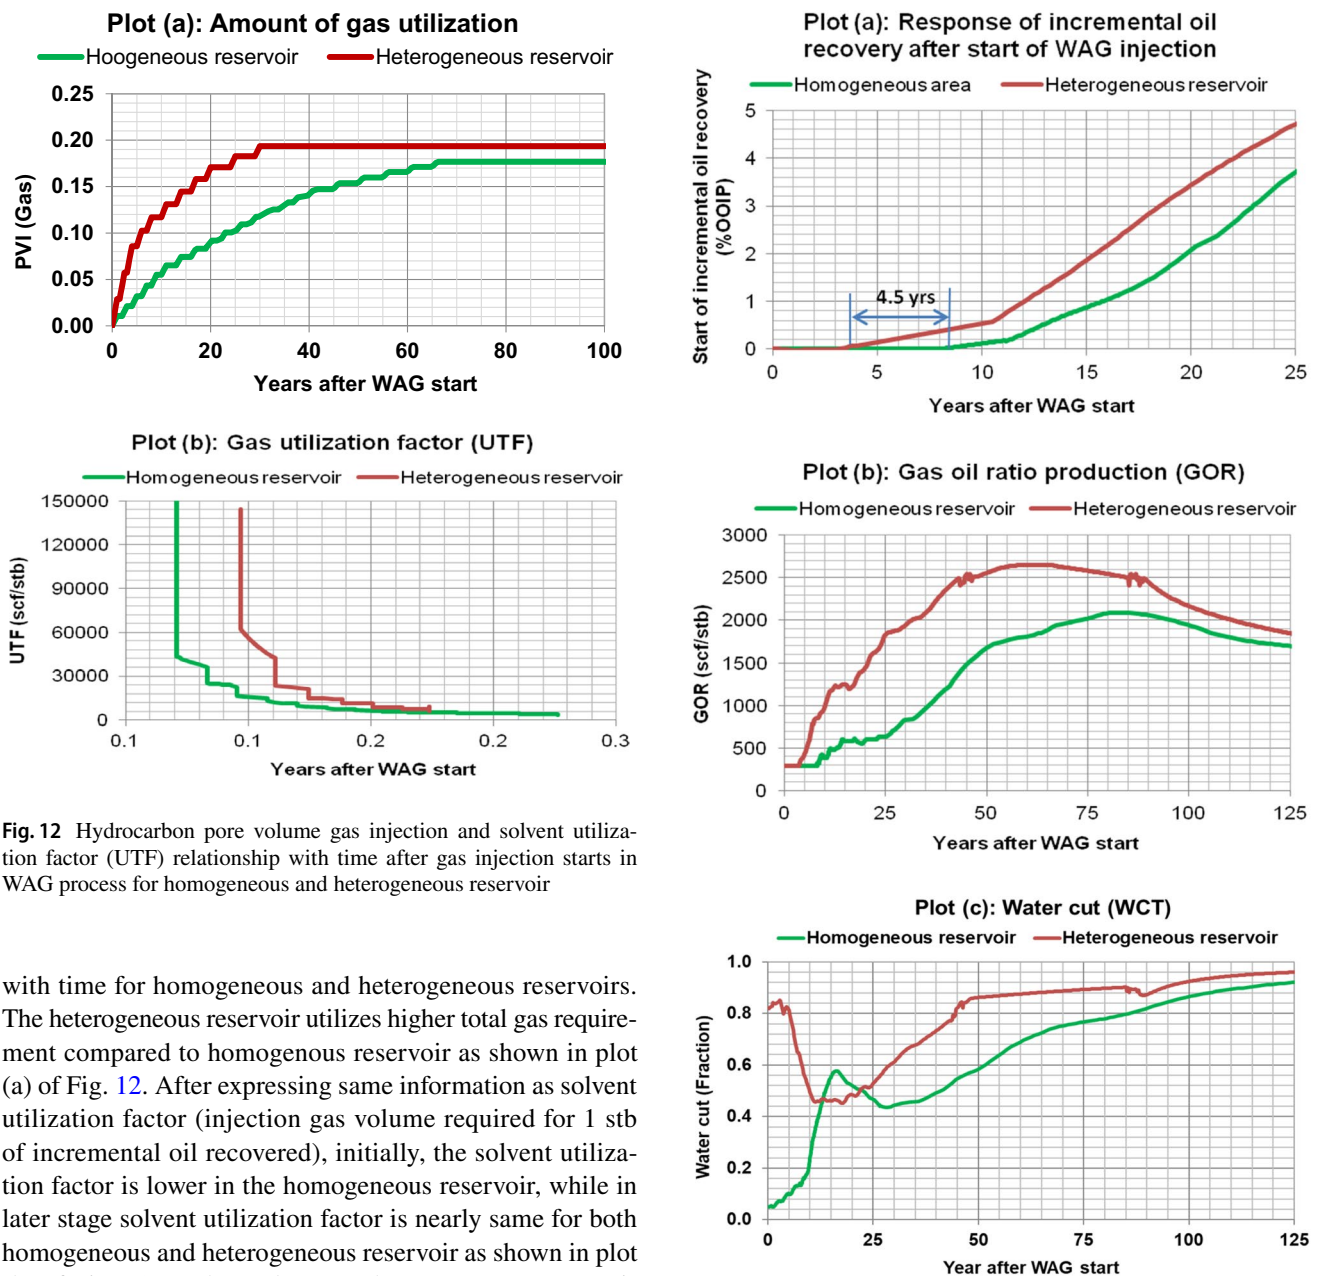 Plot (a): Amount of gas utilization
Hoogeneous reservoir Heterogeneous reservoir
0.25
0.20
0.15
0.10
0.05
0.00
PVI (Gas)
0 20 40 60 80 100
Years after WAG start
Plot (b): Gas utilization factor (UTF)
Homogeneous reservoir Heterogeneous reservoir
150000
120000
90000
60000
30000
0
UTF (scf/stb)
0.1 0.1 0.2 0.2 0.3
Years after WAG start
Fig. 12 Hydrocarbon pore volume gas injection and solvent utiliza-
tion factor (UTF) relationship with time after gas injection starts in
WAG process for homogeneous and heterogeneous reservoir
with time for homogeneous and heterogeneous reservoirs.
The heterogeneous reservoir utilizes higher total gas require-
ment compared to homogenous reservoir as shown in plot
(a) of Fig. 12. After expressing same information as solvent
utilization factor (injection gas volume required for 1 stb
of incremental oil recovered), initially, the solvent utiliza-
tion factor is lower in the homogeneous reservoir, while in
later stage solvent utilization factor is nearly same for both
homogeneous and heterogeneous reservoir as shown in plot
Plot (a): Response of incremental oil
recovery after start of WAG injection
Homogeneous area Heterogeneous reservoir
5
4
3
2
1
0
Start of incremental oil recovery
(%OOIP)
4.5 yrs
0 5 10 15 20 25
Years after WAG start
Plot (b): Gas oil ratio production (GOR)
Homogeneous reservoir Heterogeneous reservoir
3000
2500
2000
1500
1000
500
0
GOR (scf/stb)
0 25 50 75 100 125
Years after WAG start
Plot (c): Water cut (WCT)
Homogeneous reservoir Heterogeneous reservoir
1.0
0.8
0.6
0.4
0.2
0.0
Water cut (Fraction)
0 25 50 75 100 125
Year after WAG start